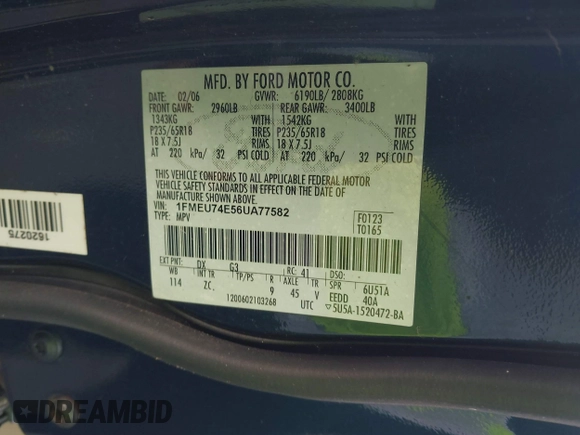 MFD. BY FORD MOTOR CO.
DATE: 02/06 GVWR: 6190LB/ 2808KG
FRONT GAWR: 2960LB REAR GAWR: 3400LB
1343KG WITH 1542KG WITH
P235/65R18 TIRES P235/65R18 TIRES
18 X 7.5J RIMS 18 X 7.5J RIMS
AT 220 kPa/ 32 PSI COLD AT 220 kPa/ 32 PSI COLD
THIS VEHICLE CONFORMS TO ALL APPLICABLE FEDERAL MOTOR
VEHICLE SAFETY STANDARDS IN EFFECT ON THE DATE OF
MANUFACTURE SHOWN ABOVE.
VIN: 1FMEU74E56UA77582 F0123
TYPE: MPV T0165
EXT PNT: DX G3 RC: 41 DSO:
WB INT TR TP/PS R AXLE TR SPR 6U51A
114 ZC 9 45 V EEDD 40A
1200602103268 UTC ▽5U5A-1520472-BA
1620275
DREAMBID